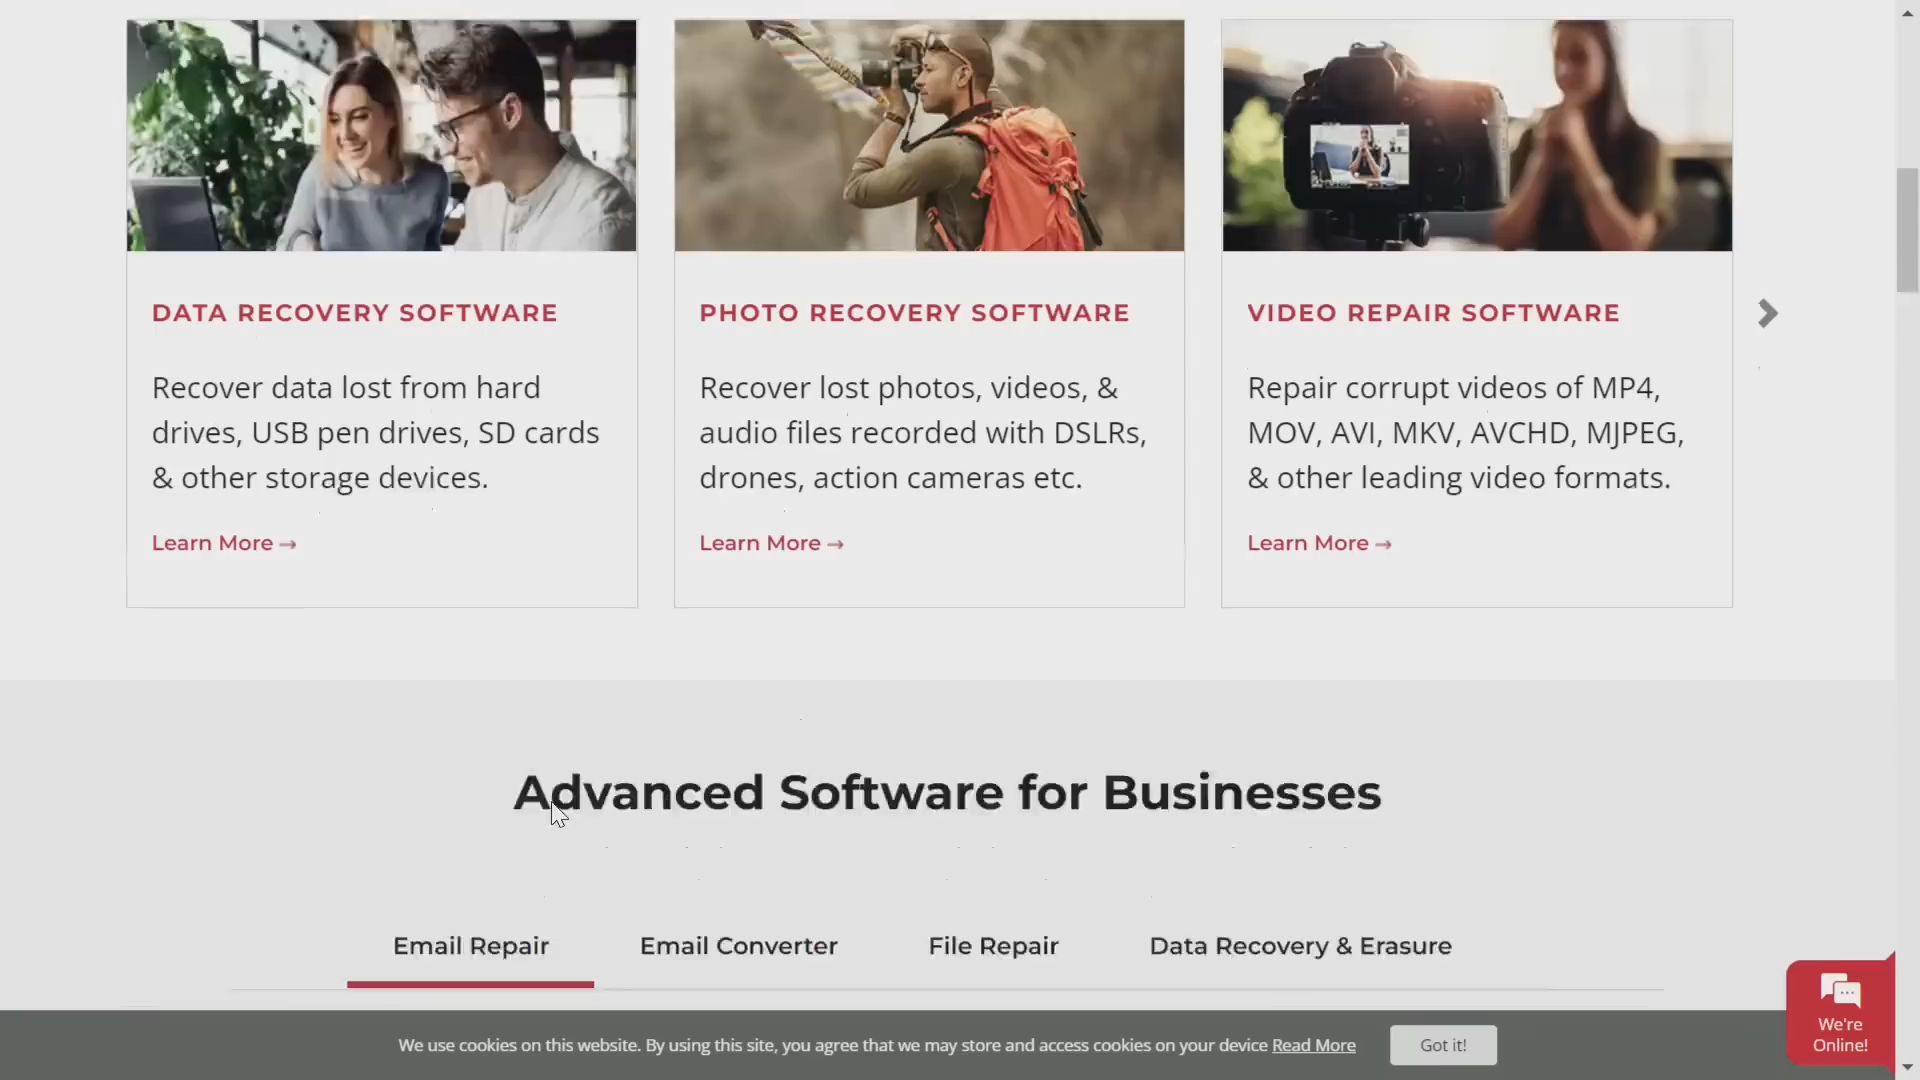 DATA RECOVERY SOFTWARE
Recover data lost from hard
drives, USB pen drives, SD cards
& other storage devices.
Learn More →
PHOTO RECOVERY SOFTWARE
Recover lost photos, videos, &
audio files recorded with DSLRs,
drones, action cameras etc.
Learn More →
VIDEO REPAIR SOFTWARE
Repair corrupt videos of MP4,
MOV, AVI, MKV, AVCHD, MJPEG,
& other leading video formats.
Learn More →
Advanced Software for Businesses
Email Repair
Email Converter
File Repair
Data Recovery & Erasure
We use cookies on this website. By using this site, you agree that we may store and access cookies on your device Read More
Got it!
We're
Online!